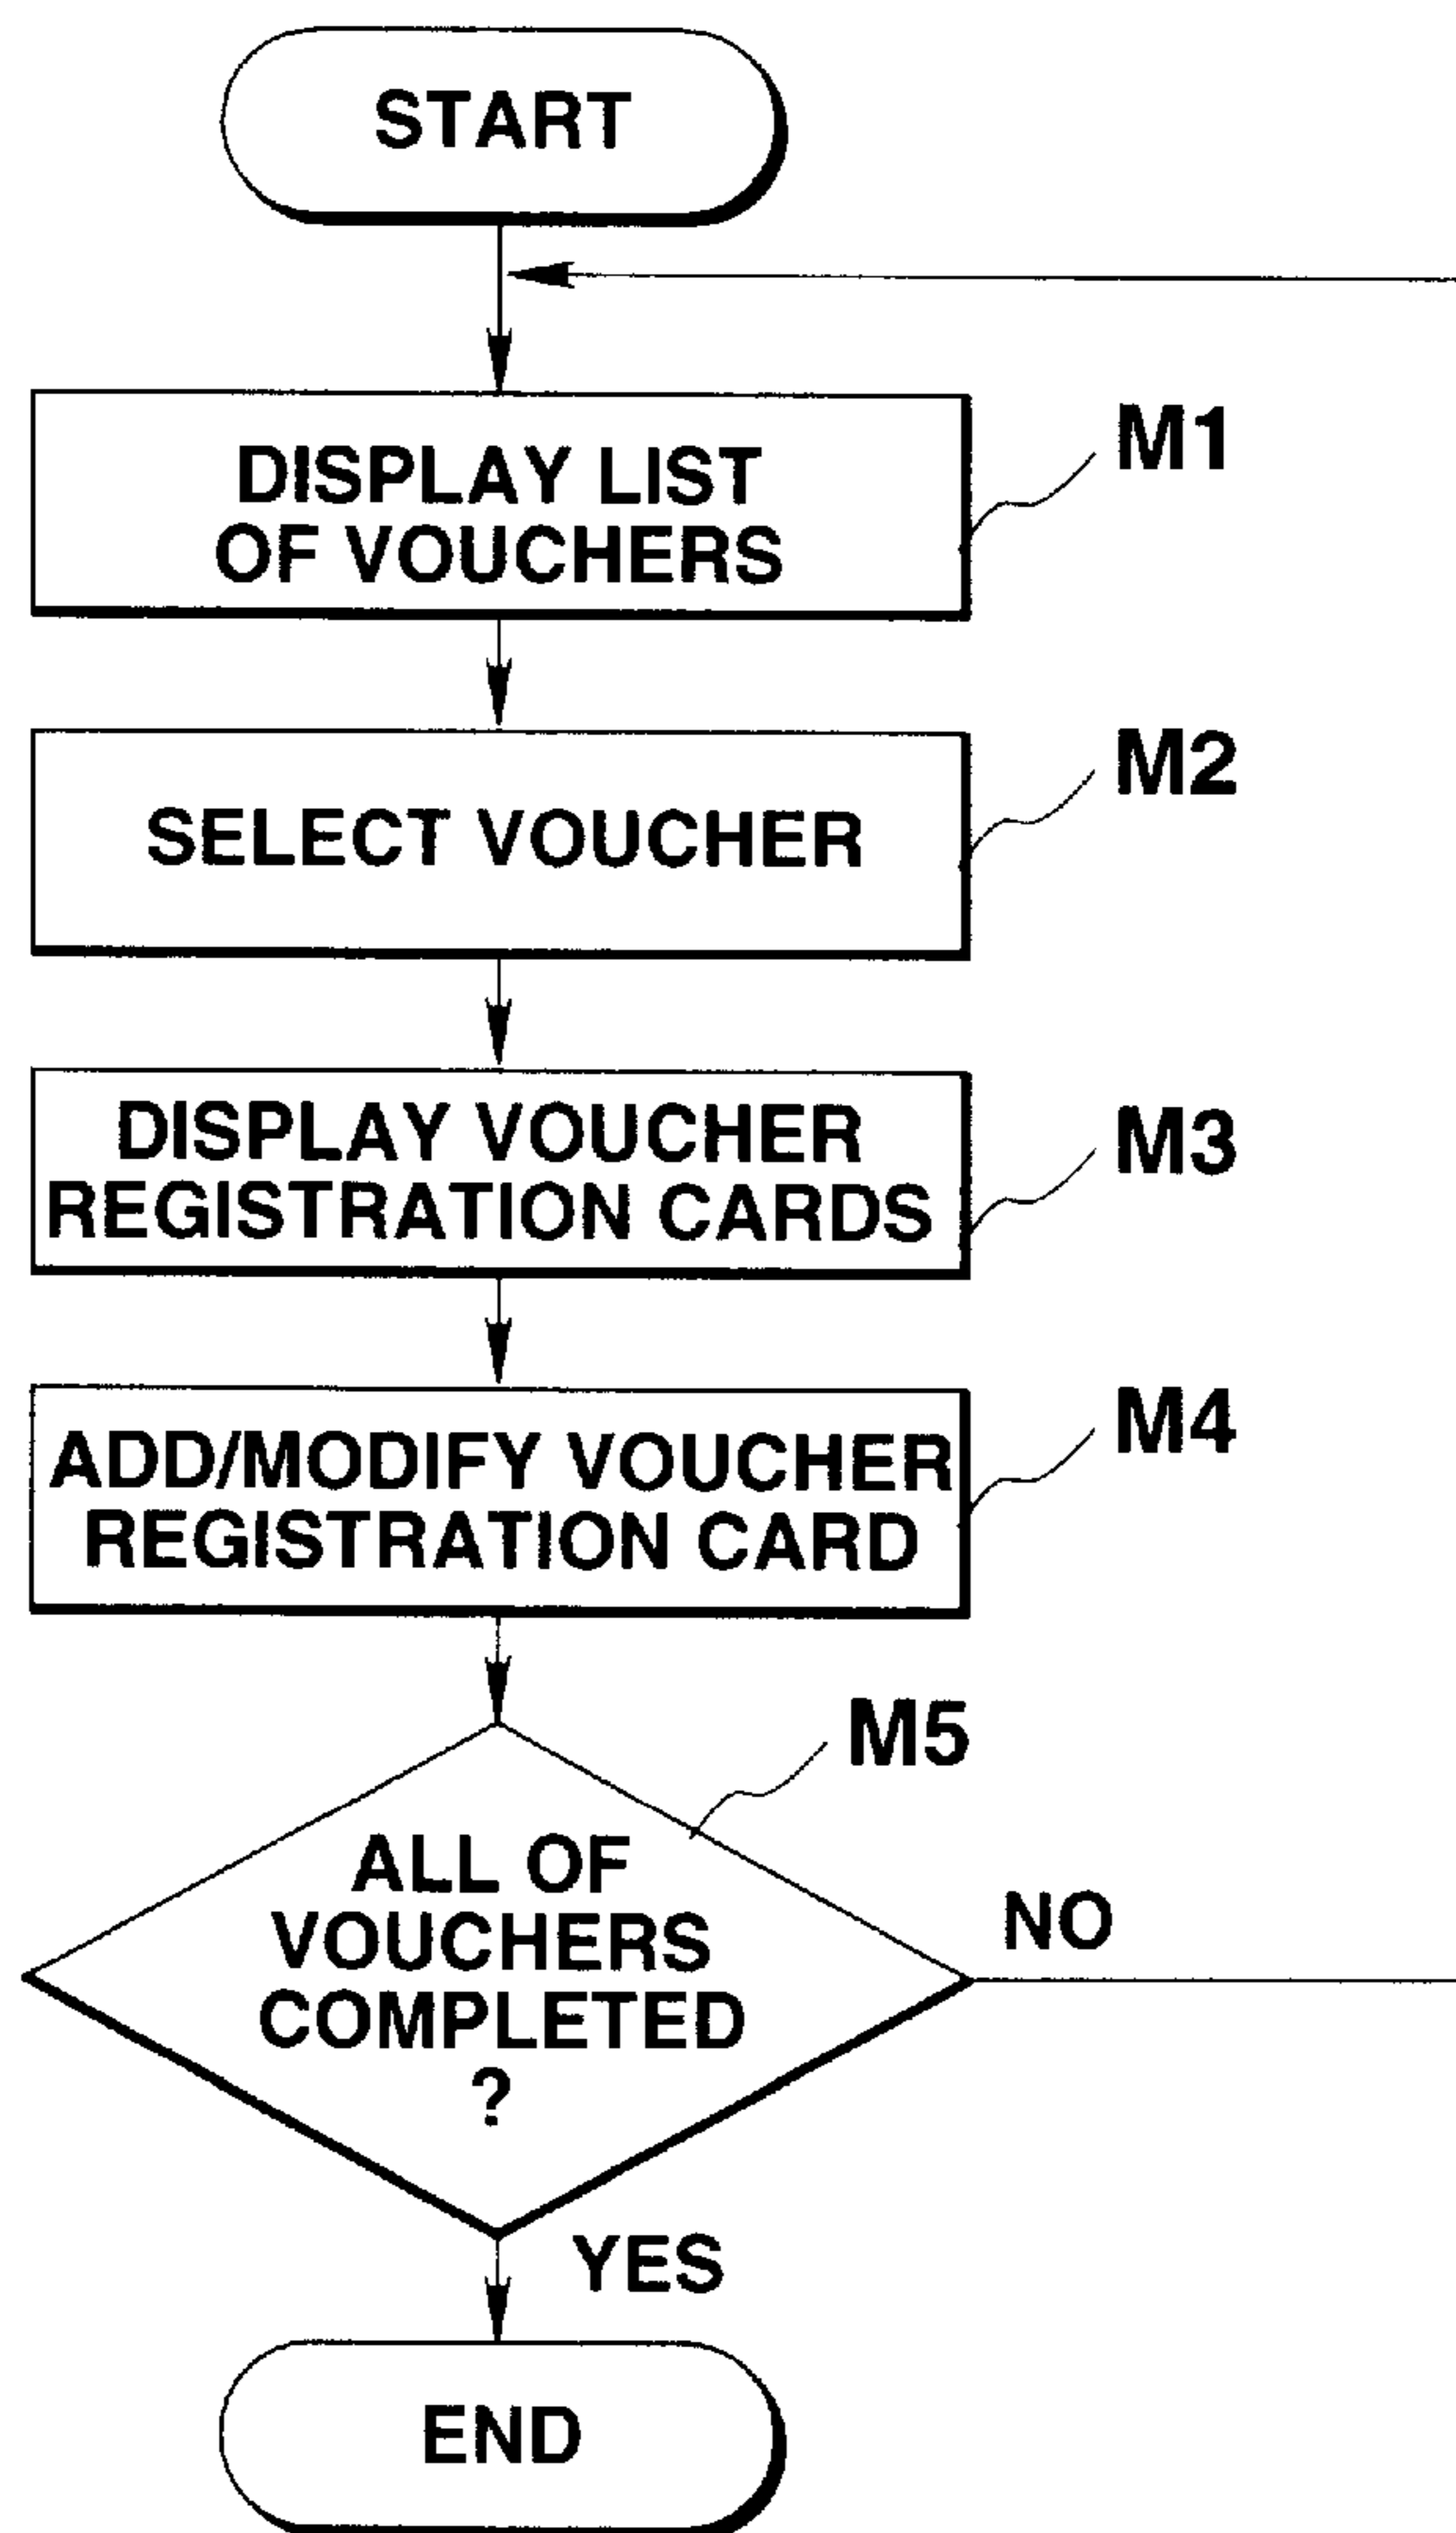 START
DISPLAY LIST
OF VOUCHERS
M1
SELECT VOUCHER
M2
DISPLAY VOUCHER
REGISTRATION CARDS
M3
ADD/MODIFY VOUCHER
REGISTRATION CARD
M4
M5
ALL OF
VOUCHERS
COMPLETED
?
NO
YES
END